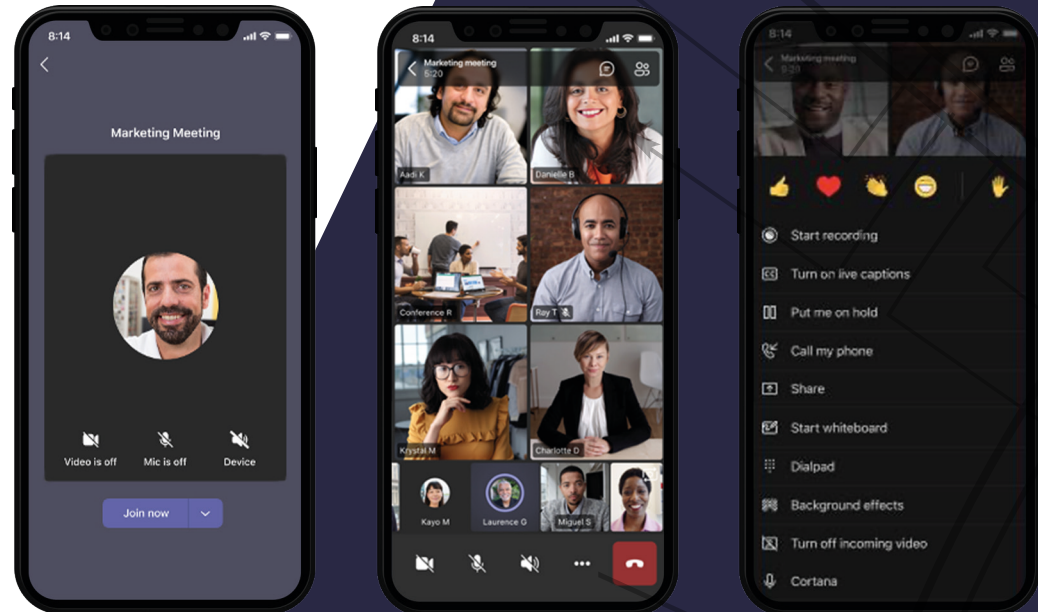 8:14
Marketing Meeting
Video is off
Mic is off
Device
Join now
8:14
Marketing meeting
5:20
Aadi K
Danielle B
Conference R
Ray T
Krystal M
Charlotte D
Kayo M
Laurence G
Miguel S
8:14
Marketing meeting
5:20
Start recording
CC
Turn on live captions
Put me on hold
Call my phone
Share
Start whiteboard
Dialpad
Background effects
Turn off incoming video
Cortana